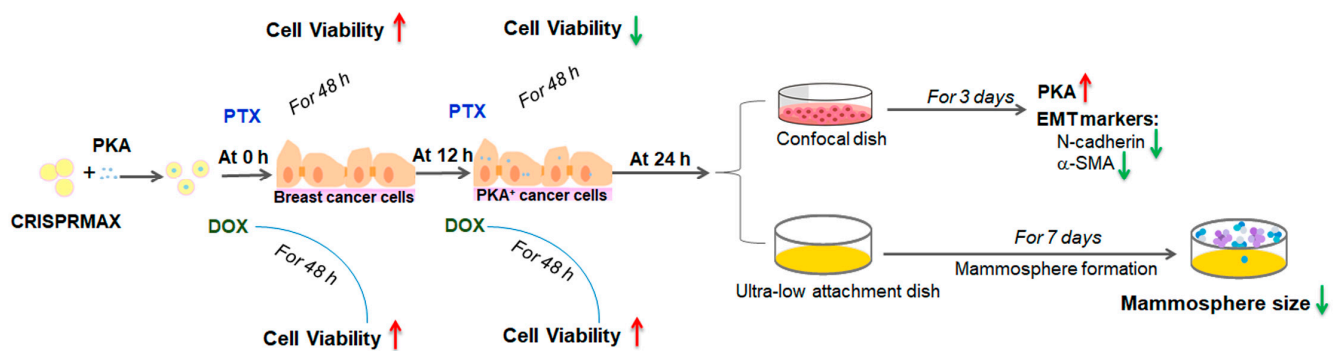 Cell Viability
Cell Viability
For 48 h
For 48 h
PTX
PTX
PKA
+
At 0 h
At 12 h
At 24 h
CRISPRMAX
Breast cancer cells
PKA⁺ cancer cells
DOX
DOX
For 48 h
For 48 h
Cell Viability
Cell Viability
Confocal dish
For 3 days
PKA
EMT markers:
N-cadherin
α-SMA
Ultra-low attachment dish
For 7 days
Mammosphere formation
Mammosphere size